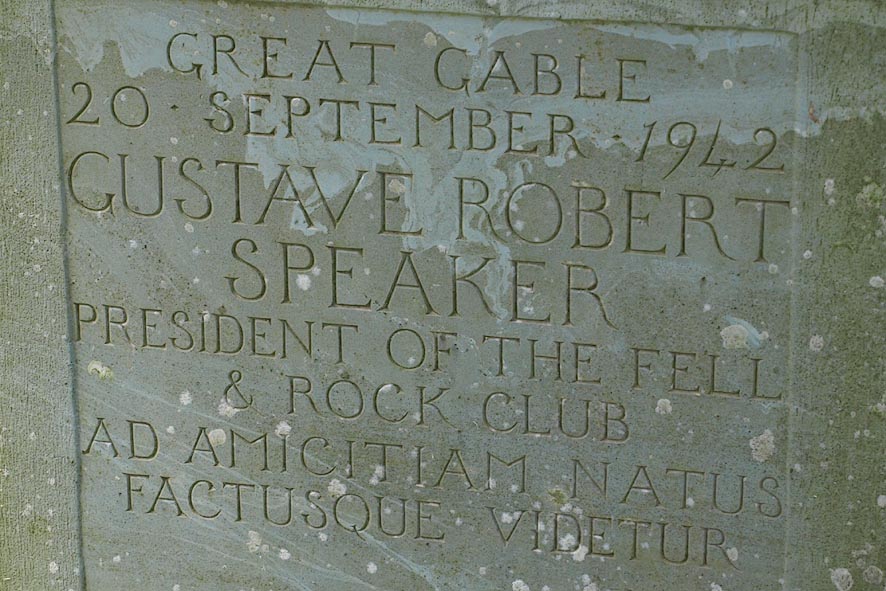 GREAT GABLE
20 · SEPTEMBER · 1942
GUSTAVE ROBERT
SPEAKER
PRESIDENT OF THE FELL
& ROCK CLUB
AD AMICITIAM NATUS
FACTUSQUE VIDETUR